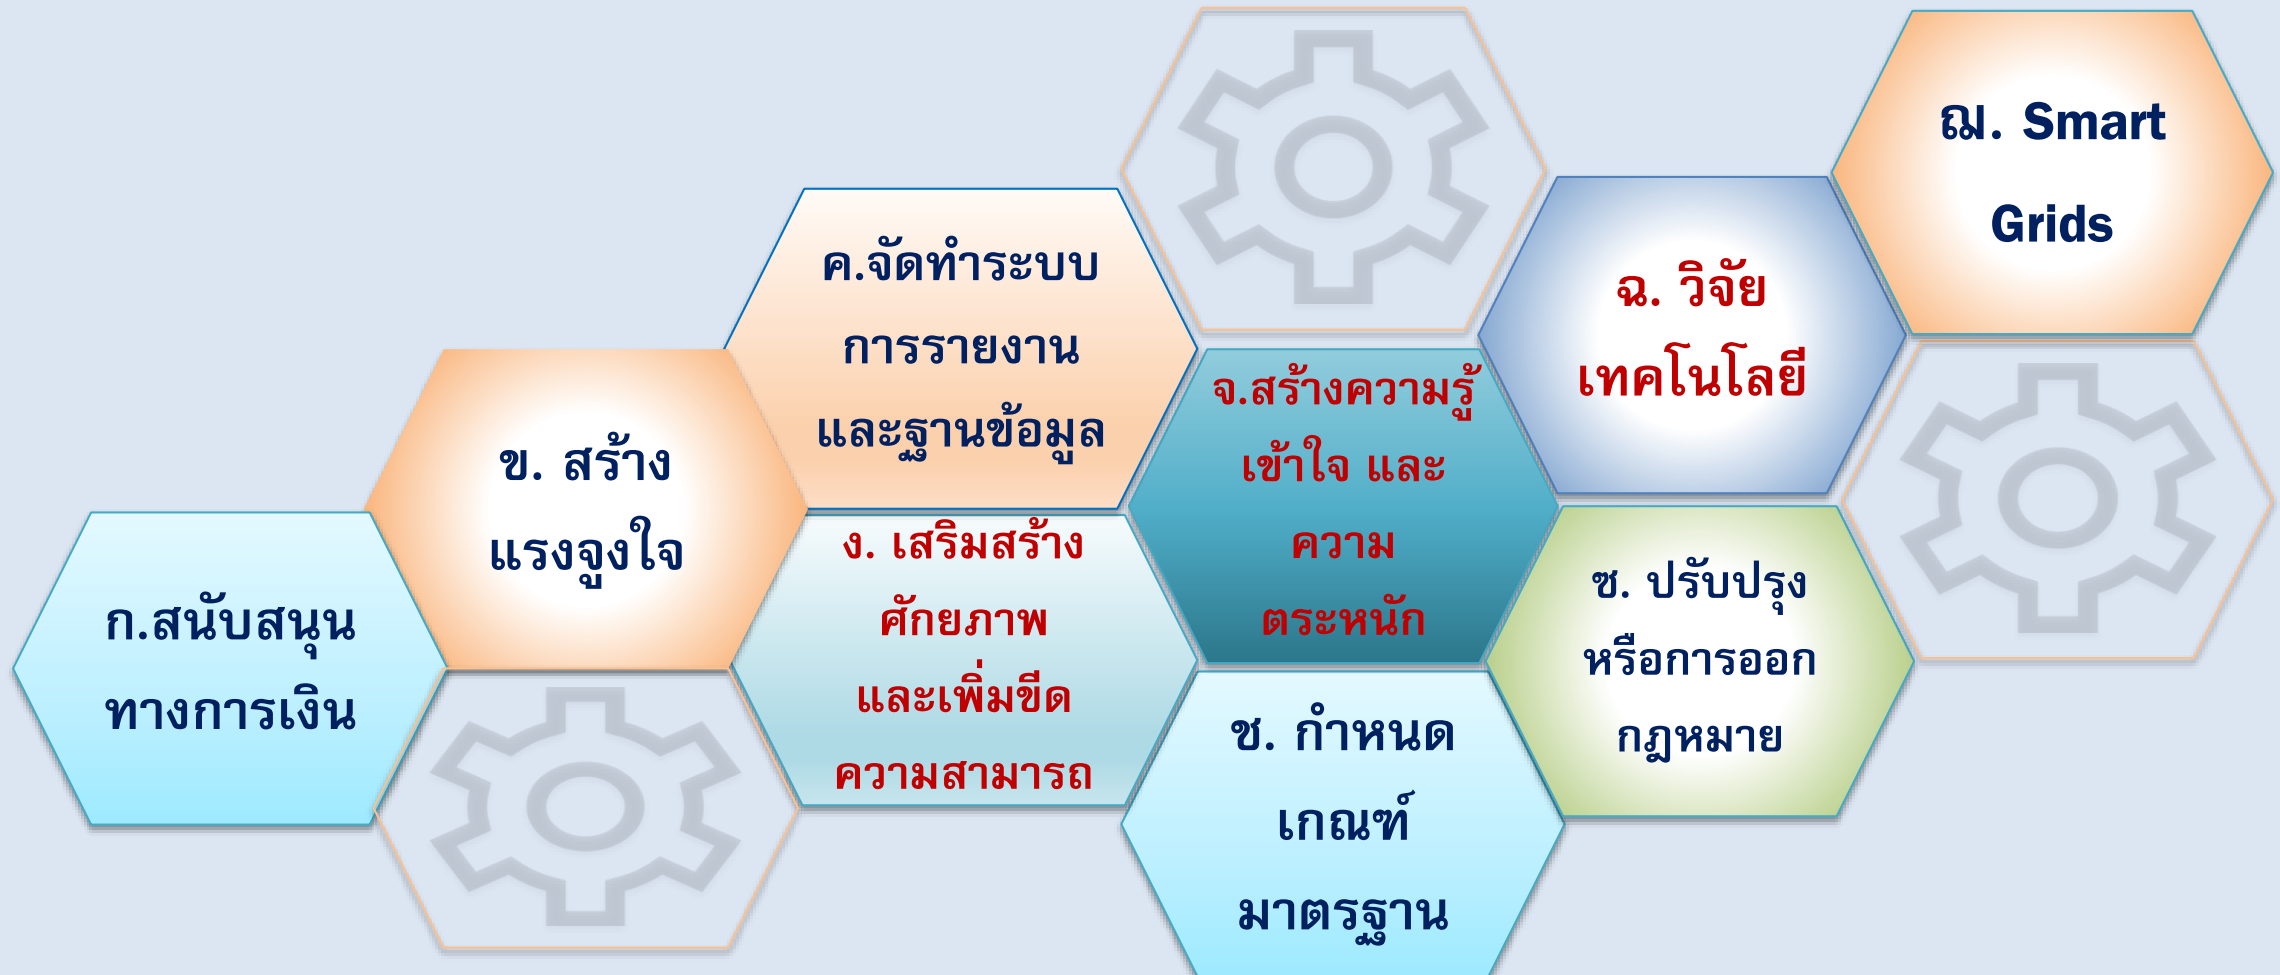 ก.สนับสนุน
ทางการเงิน
ข. สร้าง
แรงจูงใจ
ค.จัดทำระบบ
การรายงาน
และฐานข้อมูล
ง. เสริมสร้าง
ศักยภาพ
และเพิ่มขีด
ความสามารถ
จ.สร้างความรู้
เข้าใจ และ
ความ
ตระหนัก
ฉ. วิจัย
เทคโนโลยี
ช. กำหนด
เกณฑ์
มาตรฐาน
ซ. ปรับปรุง
หรือการออก
กฎหมาย
ฌ. Smart
Grids